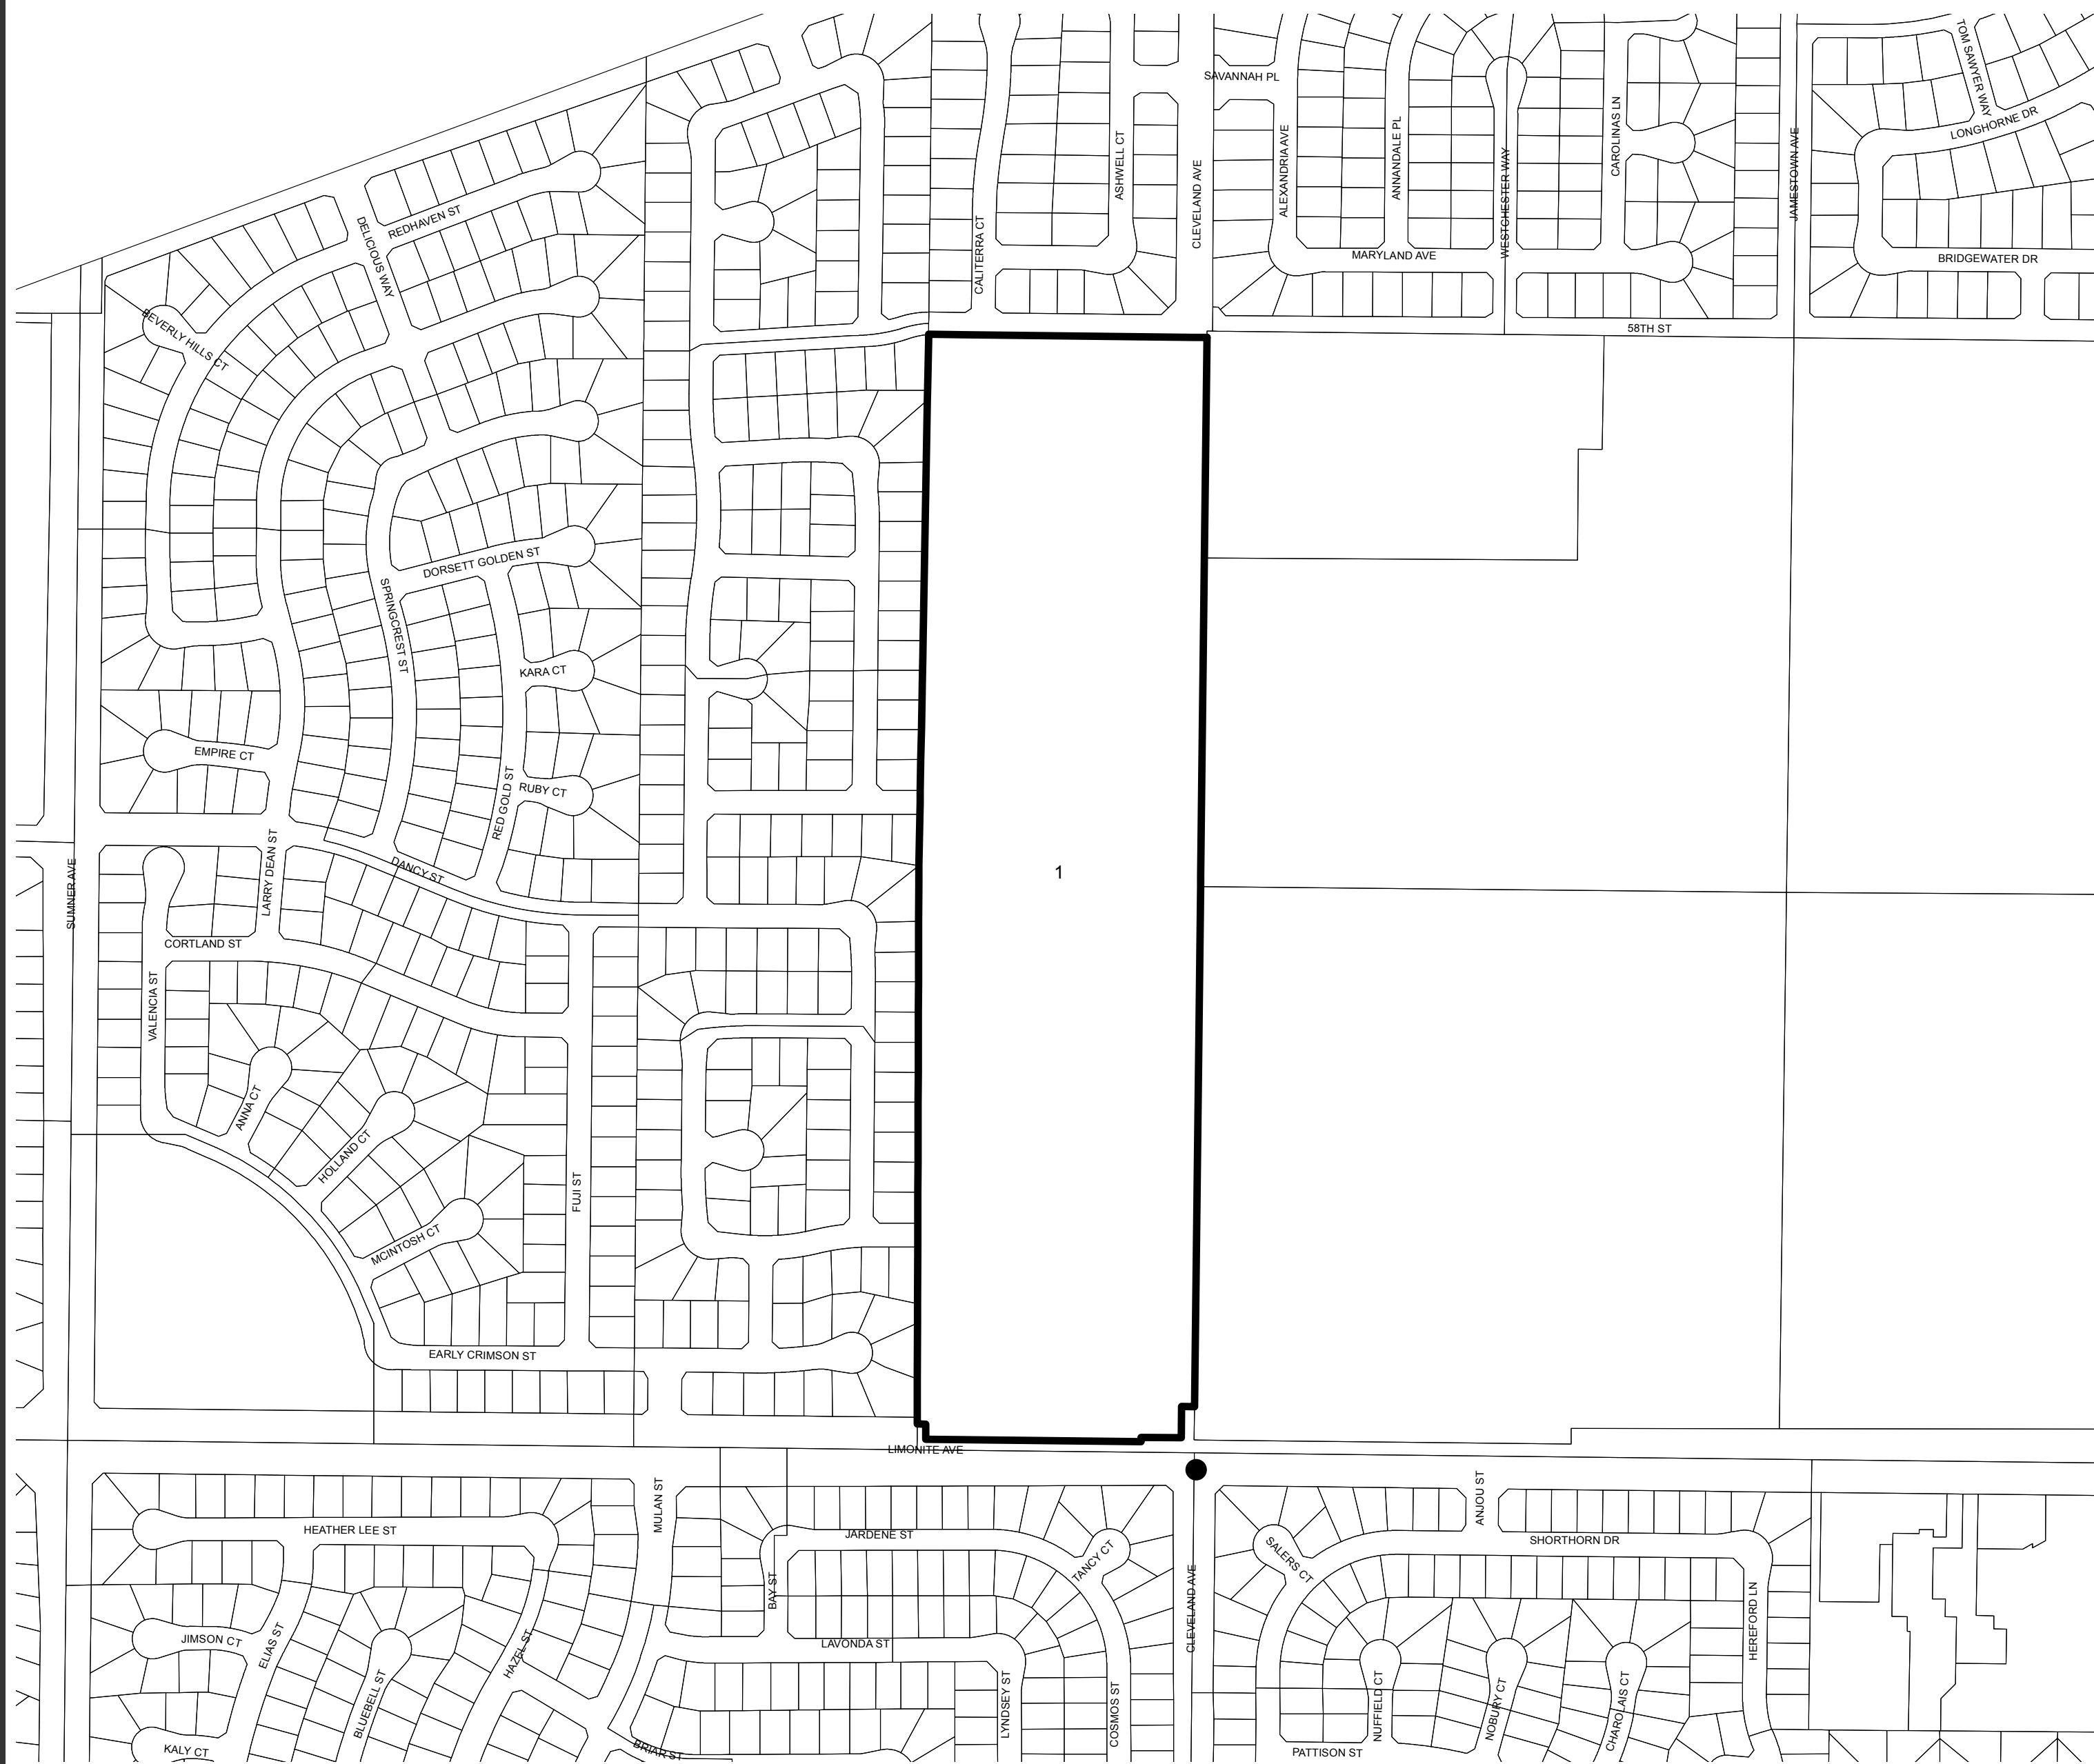 TOM SAWYER WAY
SAVANNAH PL
LONGHORNE DR
CAROLINAS LN
ANNANDALE PL
ASHWELL CT
ALEXANDRIA AVE
JAMESTOWN AVE
CLEVELAND AVE
WESTCHESTER WAY
REDHAVEN ST
DELICIOUS WAY
CALITERRA CT
MARYLAND AVE
BRIDGEWATER DR
BEVERLY HILLS CT
58TH ST
DORSETT GOLDEN ST
SPRINGCREST ST
KARA CT
EMPIRE CT
RUBY CT
RED GOLD ST
LARRY DEAN ST
DANCY ST
1
SUMNER AVE
CORTLAND ST
VALENCIA ST
ANNA CT
HOLLAND CT
FUJI ST
MCINTOSH CT
EARLY CRIMSON ST
LIMONITE AVE
MULAN ST
ANJOU ST
HEATHER LEE ST
JARDENE ST
SHORTHORN DR
TANCY CT
SALERS CT
BAY ST
CLEVELAND AVE
HEREFORD LN
JIMSON CT
ELIAS ST
HAZEL ST
LAVONDA ST
BLUEBELL ST
LYNDSEY ST
COSMOS ST
NUFFIELD CT
NOBURY CT
CHAROLAIS CT
KALY CT
BRIAR ST
PATTISON ST